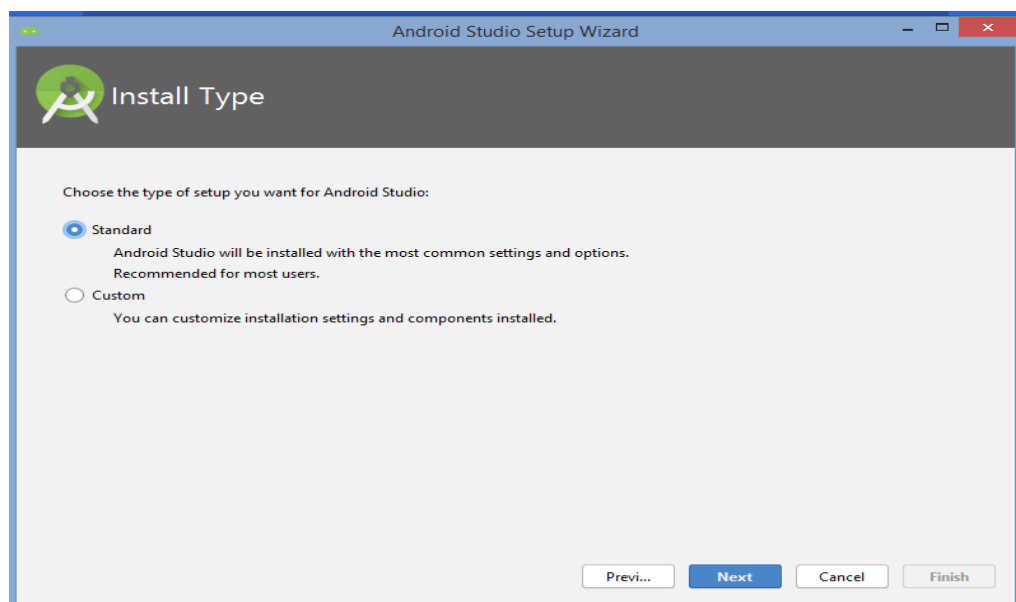 Android Studio Setup Wizard
Install Type
Choose the type of setup you want for Android Studio:
Standard
Android Studio will be installed with the most common settings and options.
Recommended for most users.
Custom
You can customize installation settings and components installed.
Previ... Next Cancel Finish